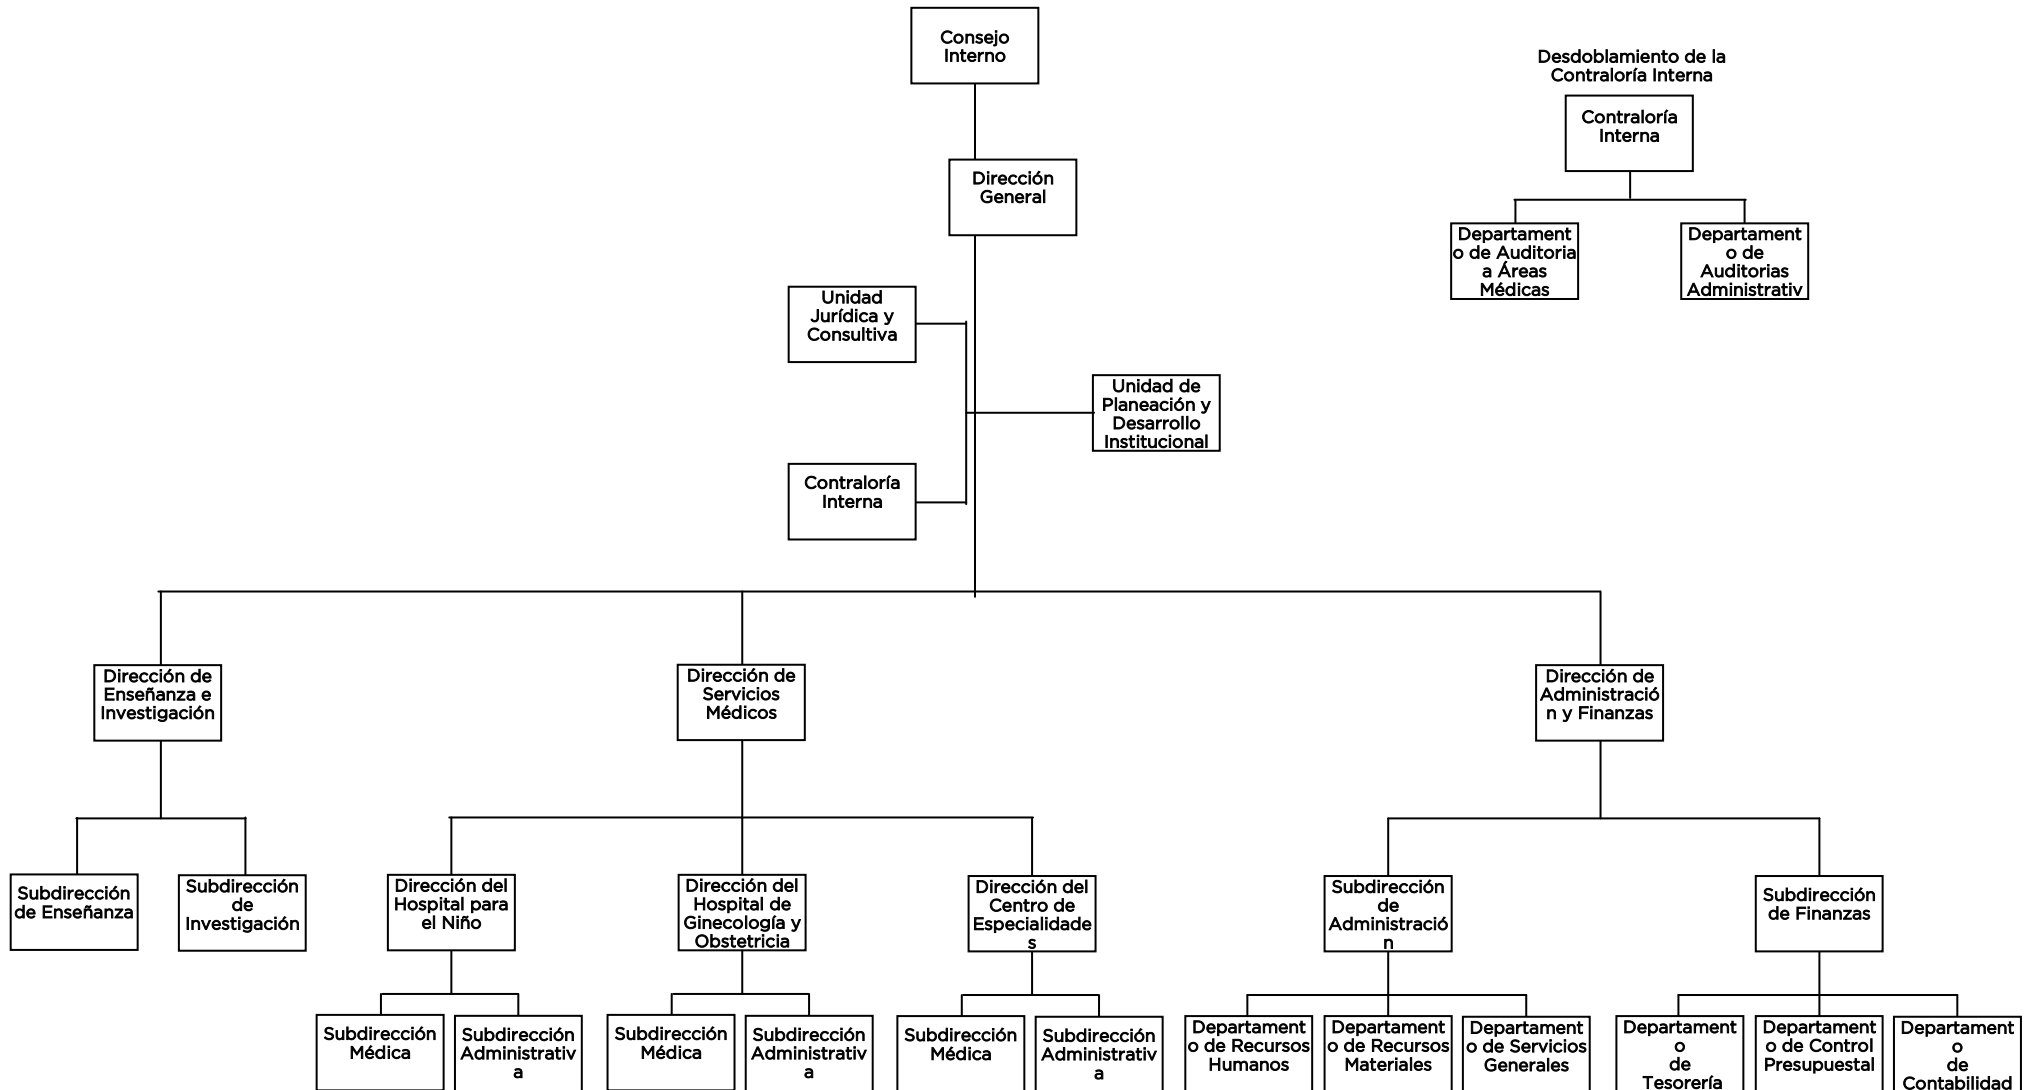 Consejo
Interno
Desdoblamiento de la
Contraloría Interna
Contraloría
Interna
Dirección
General
Departament
o de Auditoria
a Áreas
Médicas
Departament
o de
Auditorias
Administrativ
Unidad
Jurídica y
Consultiva
Unidad de
Planeación y
Desarrollo
Institucional
Contraloría
Interna
Dirección de
Enseñanza e
Investigación
Dirección de
Servicios
Médicos
Dirección de
Administració
n y Finanzas
Subdirección
de Enseñanza
Subdirección
de
Investigación
Dirección del
Hospital para
el Niño
Dirección del
Hospital de
Ginecología y
Obstetricia
Dirección del
Centro de
Especialidade
s
Subdirección
de
Administració
n
Subdirección
de Finanzas
Subdirección
Médica
Subdirección
Administrativ
a
Subdirección
Médica
Subdirección
Administrativ
a
Subdirección
Médica
Subdirección
Administrativ
a
Departament
o de Recursos
Humanos
Departament
o de Recursos
Materiales
Departament
o de Servicios
Generales
Departament
o
de
Tesorería
Departament
o de Control
Presupuestal
Departament
o
de
Contabilidad